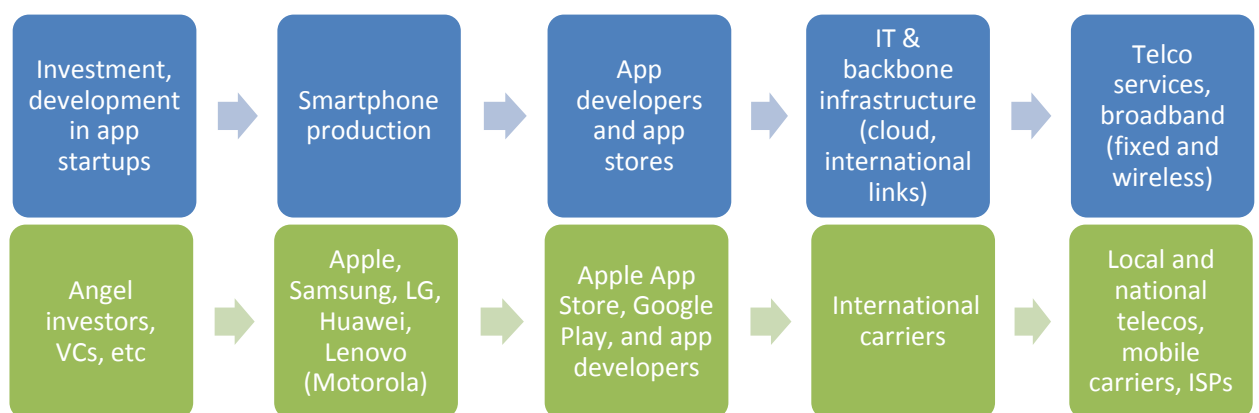 Investment,
development
in app
startups
Smartphone
production
App
developers
and app
stores
IT &
backbone
infrastructure
(cloud,
international
links)
Telco
services,
broadband
(fixed and
wireless)
Angel
investors,
VCs, etc
Apple,
Samsung, LG,
Huawei,
Lenovo
(Motorola)
Apple App
Store, Google
Play, and app
developers
International
carriers
Local and
national
telecos,
mobile
carriers, ISPs